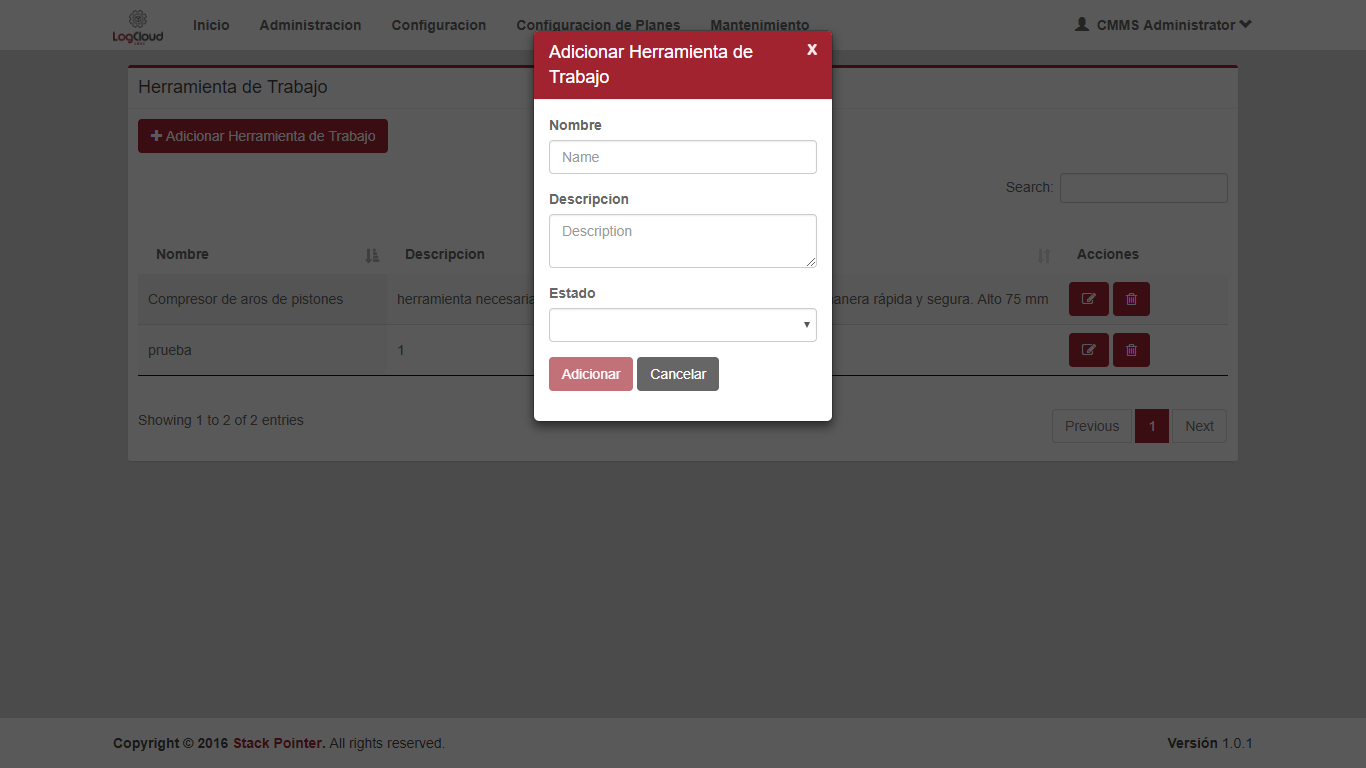 LogCloud
Inicio Administracion Configuracion Configuracion de Planes Mantenimiento CMMS Administrator
Adicionar Herramienta de
Trabajo
x
Herramienta de Trabajo
+ Adicionar Herramienta de Trabajo
Nombre
Name
Descripcion
Description
Estado
Adicionar Cancelar
Search:
Nombre Descripcion Acciones
Compresor de aros de pistones herramienta necesaria anera rápida y segura. Alto 75 mm
prueba 1
Showing 1 to 2 of 2 entries
Previous 1 Next
Copyright © 2016 Stack Pointer. All rights reserved. Versión 1.0.1